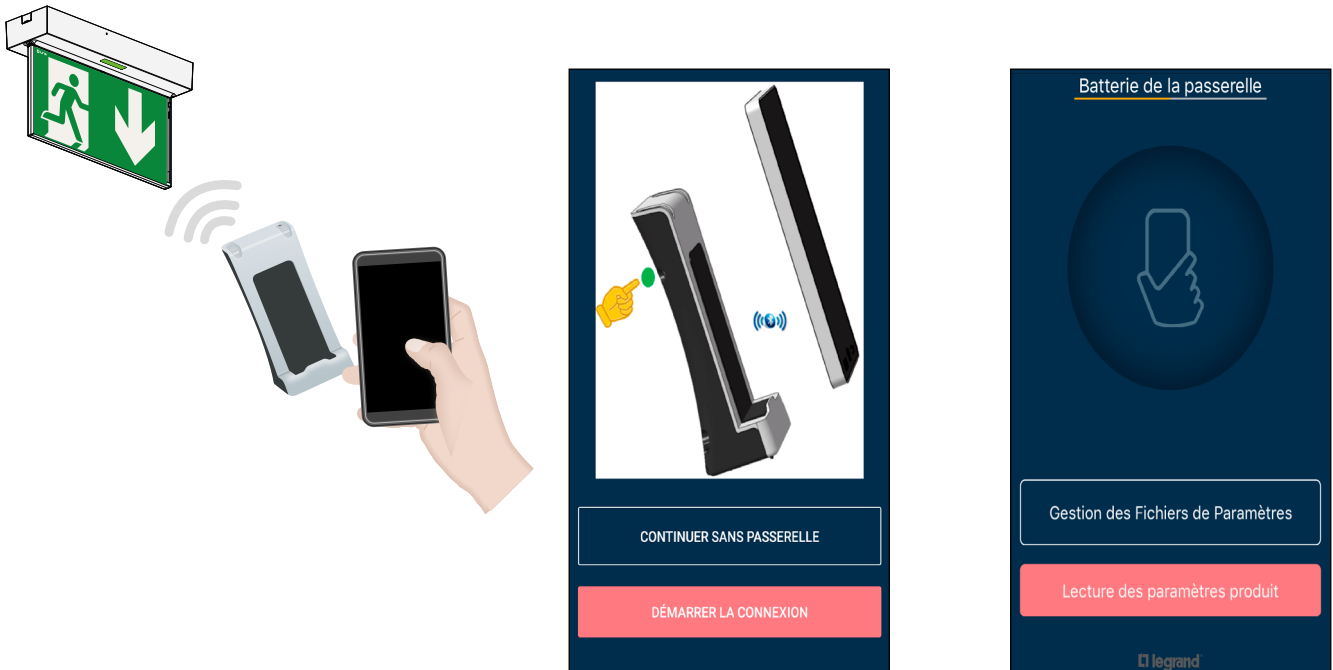 CONTINUER SANS PASSERELLE
DÉMARRER LA CONNEXION
Batterie de la passerelle
Gestion des Fichiers de Paramètres
Lecture des paramètres produit
legrand